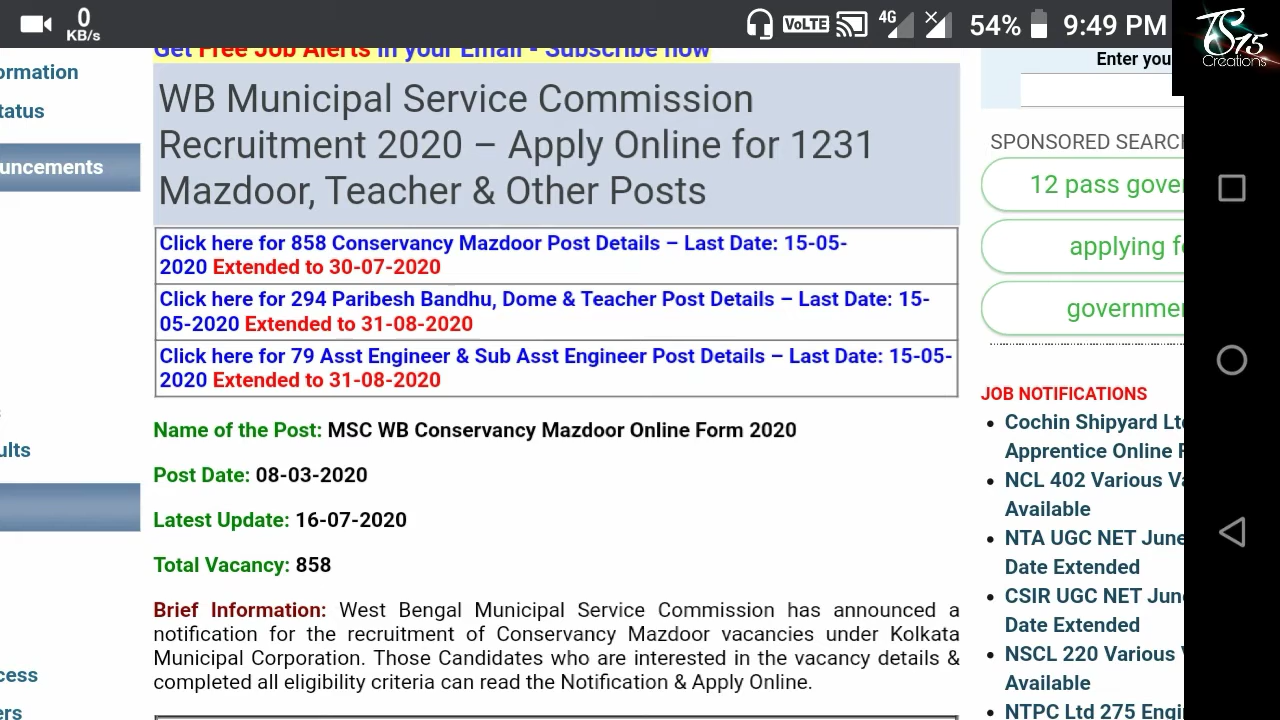 0
KB/s
VoLTE
4G
54%
9:49 PM
TS15
Creations
Get Free Job Alerts in your Email - Subscribe now
WB Municipal Service Commission
Recruitment 2020 – Apply Online for 1231
Mazdoor, Teacher & Other Posts
Click here for 858 Conservancy Mazdoor Post Details – Last Date: 15-05-
2020 Extended to 30-07-2020
Click here for 294 Paribesh Bandhu, Dome & Teacher Post Details – Last Date: 15-
05-2020 Extended to 31-08-2020
Click here for 79 Asst Engineer & Sub Asst Engineer Post Details – Last Date: 15-05-
2020 Extended to 31-08-2020
Name of the Post: MSC WB Conservancy Mazdoor Online Form 2020
Post Date: 08-03-2020
Latest Update: 16-07-2020
Total Vacancy: 858
Brief Information: West Bengal Municipal Service Commission has announced a
notification for the recruitment of Conservancy Mazdoor vacancies under Kolkata
Municipal Corporation. Those Candidates who are interested in the vacancy details &
completed all eligibility criteria can read the Notification & Apply Online.
ormation
tatus
uncements
ults
cess
ers
Enter you
SPONSORED SEARC
12 pass gove
applying f
governme
JOB NOTIFICATIONS
Cochin Shipyard Lt
Apprentice Online
NCL 402 Various V
Available
NTA UGC NET June
Date Extended
CSIR UGC NET Jun
Date Extended
NSCL 220 Various
Available
NTPC Ltd 275 Engi